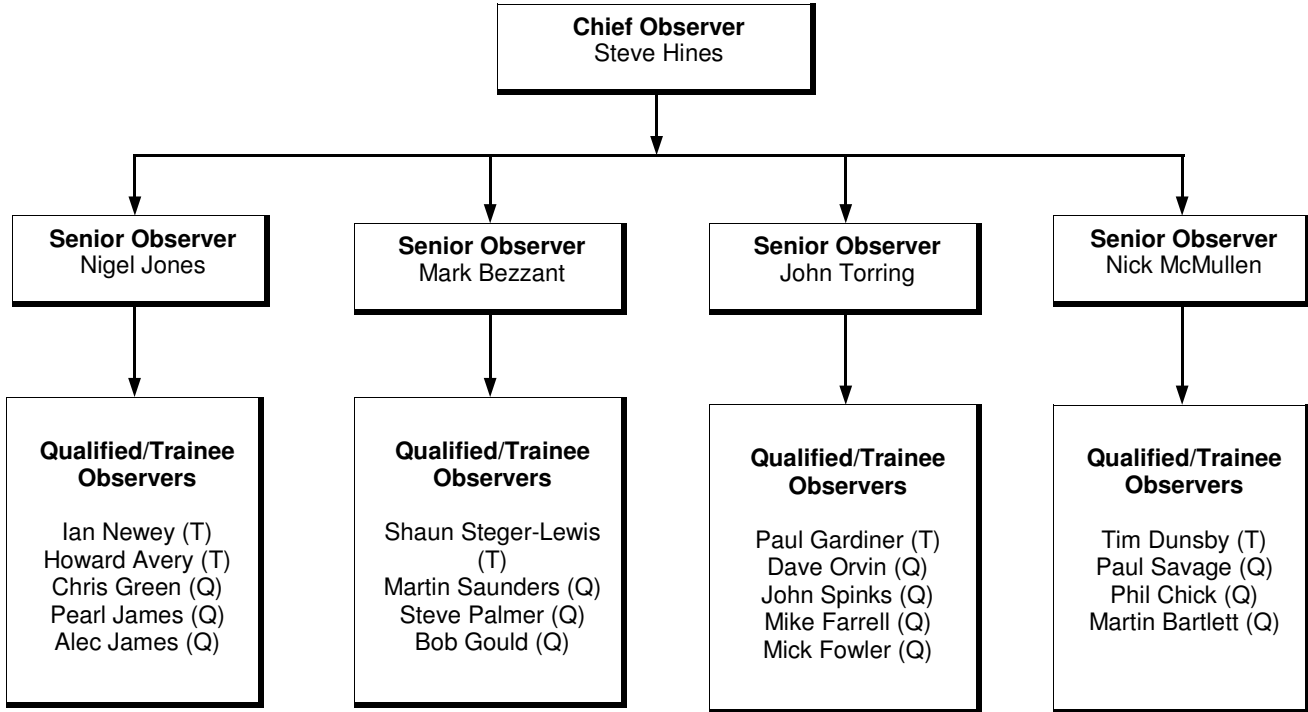 Chief Observer
Steve Hines
Senior Observer
Nigel Jones
Senior Observer
Mark Bezzant
Senior Observer
John Torring
Senior Observer
Nick McMullen
Qualified/Trainee
Observers
Ian Newey (T)
Howard Avery (T)
Chris Green (Q)
Pearl James (Q)
Alec James (Q)
Qualified/Trainee
Observers
Shaun Steger-Lewis
(T)
Martin Saunders (Q)
Steve Palmer (Q)
Bob Gould (Q)
Qualified/Trainee
Observers
Paul Gardiner (T)
Dave Orvin (Q)
John Spinks (Q)
Mike Farrell (Q)
Mick Fowler (Q)
Qualified/Trainee
Observers
Tim Dunsby (T)
Paul Savage (Q)
Phil Chick (Q)
Martin Bartlett (Q)